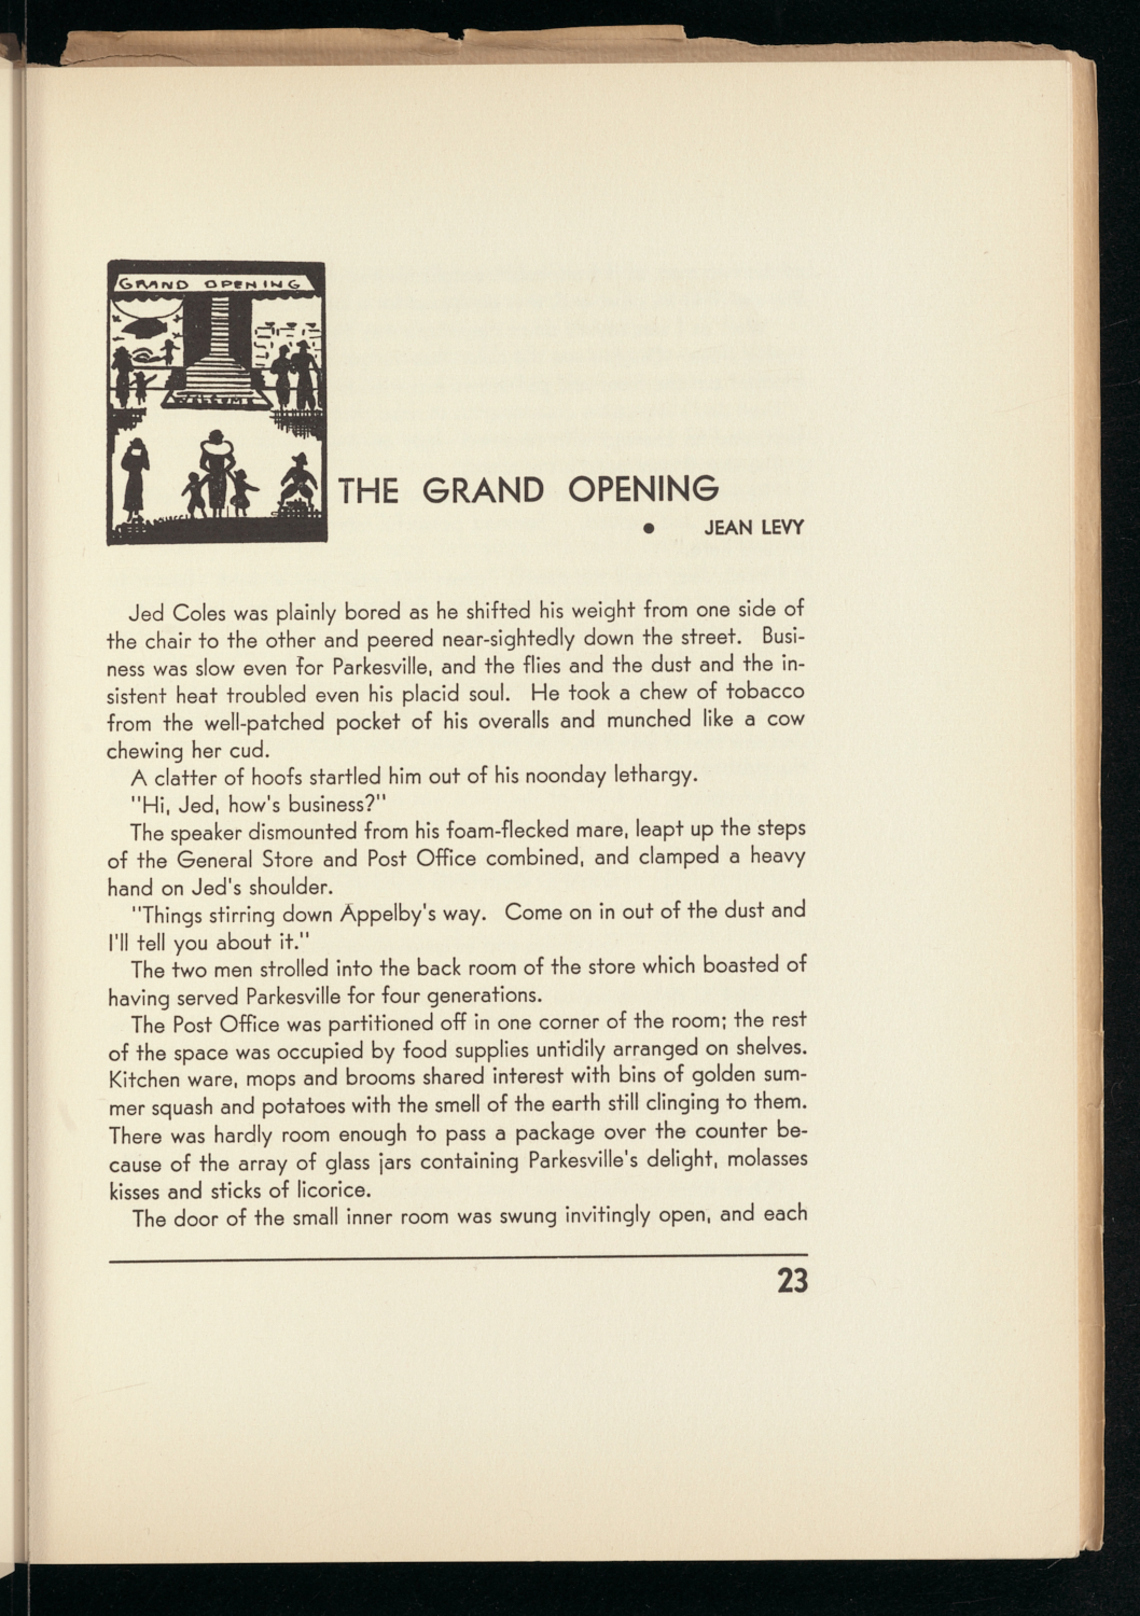 GRAND OPENING
WELCOME
THE GRAND OPENING
● JEAN LEVY
Jed Coles was plainly bored as he shifted his weight from one side of
the chair to the other and peered near-sightedly down the street. Busi-
ness was slow even for Parkesville, and the flies and the dust and the in-
sistent heat troubled even his placid soul. He took a chew of tobacco
from the well-patched pocket of his overalls and munched like a cow
chewing her cud.
A clatter of hoofs startled him out of his noonday lethargy.
"Hi, Jed, how's business?"
The speaker dismounted from his foam-flecked mare, leapt up the steps
of the General Store and Post Office combined, and clamped a heavy
hand on Jed's shoulder.
"Things stirring down Appelby's way. Come on in out of the dust and
I'll tell you about it."
The two men strolled into the back room of the store which boasted of
having served Parkesville for four generations.
The Post Office was partitioned off in one corner of the room; the rest
of the space was occupied by food supplies untidily arranged on shelves.
Kitchen ware, mops and brooms shared interest with bins of golden sum-
mer squash and potatoes with the smell of the earth still clinging to them.
There was hardly room enough to pass a package over the counter be-
cause of the array of glass jars containing Parkesville's delight, molasses
kisses and sticks of licorice.
The door of the small inner room was swung invitingly open, and each
23